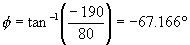 ϕ = tan⁻¹(−190/80) = −67.166°